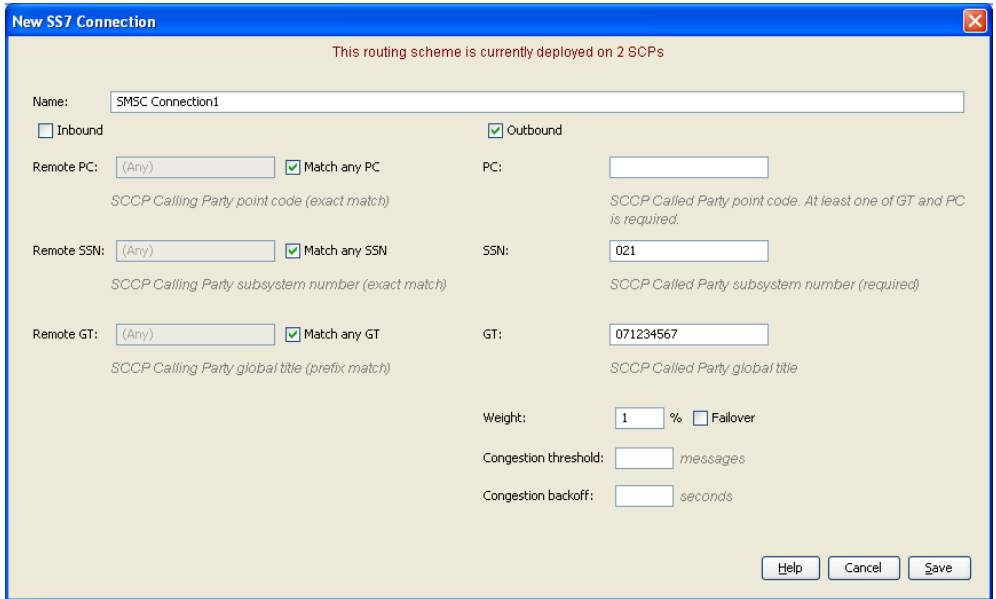 New SS7 Connection
This routing scheme is currently deployed on 2 SCPs
Name: SMSC Connection1
Inbound
Outbound
Remote PC: (Any) Match any PC
PC:
SCCP Calling Party point code (exact match)
SCCP Called Party point code. At least one of GT and PC
is required.
Remote SSN: (Any) Match any SSN
SSN: 021
SCCP Calling Party subsystem number (exact match)
SCCP Called Party subsystem number (required)
Remote GT: (Any) Match any GT
GT: 071234567
SCCP Calling Party global title (prefix match)
SCCP Called Party global title
Weight: 1 % Failover
Congestion threshold: messages
Congestion backoff: seconds
Help Cancel Save